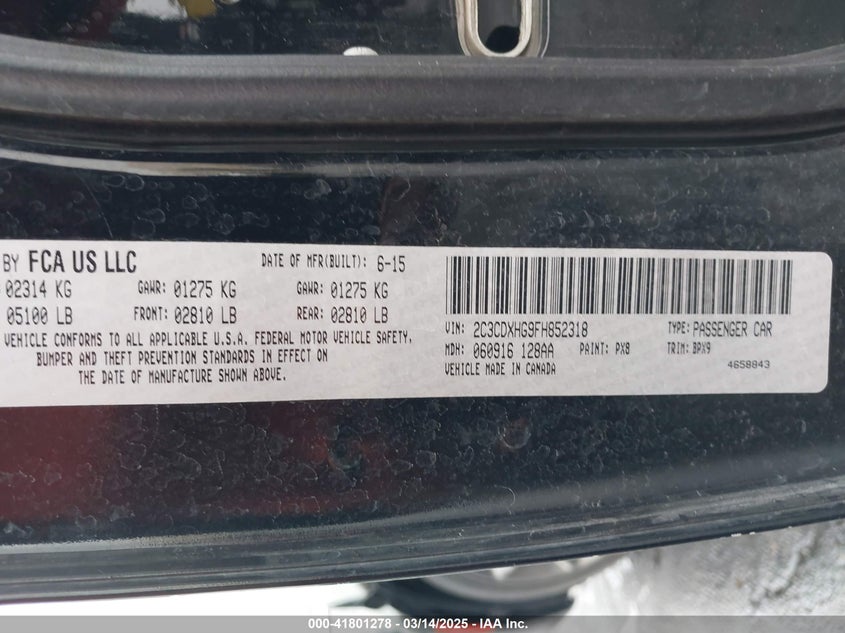 BY FCA US LLC DATE OF MFR(BUILT): 6-15
02314 KG GAWR: 01275 KG GAWR: 01275 KG
05100 LB FRONT: 02810 LB REAR: 02810 LB
VEHICLE CONFORMS TO ALL APPLICABLE U.S.A. FEDERAL MOTOR VEHICLE SAFETY,
BUMPER AND THEFT PREVENTION STANDARDS IN EFFECT ON
THE DATE OF MANUFACTURE SHOWN ABOVE.
VIN: 2C3CDXHG9FH852318 TYPE: PASSENGER CAR
MDH: 060916 128AA PAINT: PX8 TRIM: BPX9
VEHICLE MADE IN CANADA 4658843
000-41801278 - 03/14/2025 - IAA Inc.